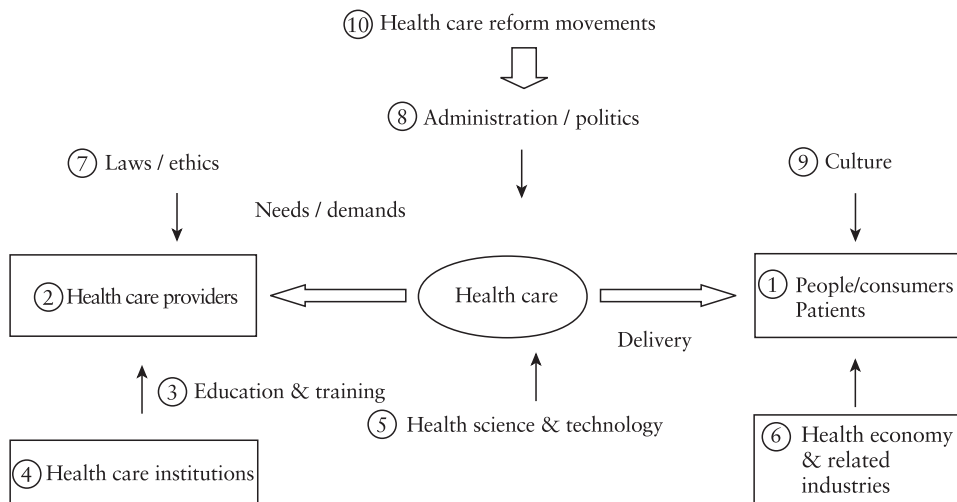 ⑩ Health care reform movements
⑧ Administration / politics
⑦ Laws / ethics
⑨ Culture
Needs / demands
② Health care providers
Health care
① People/consumers
Patients
Delivery
③ Education & training
⑤ Health science & technology
④ Health care institutions
⑥ Health economy
& related
industries